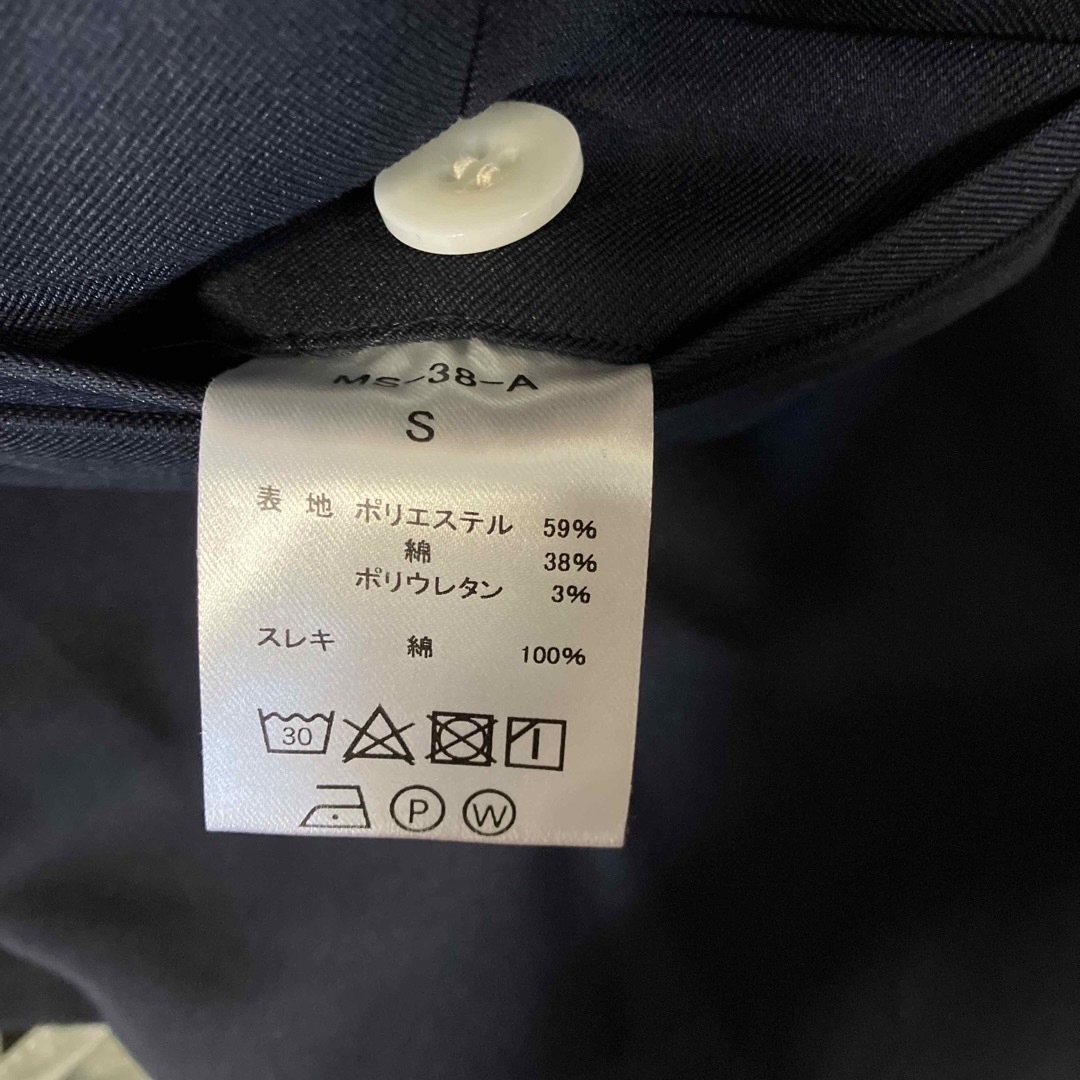 MS-38-A
S
表 地 ポリエステル 59%
綿 38%
ポリウレタン 3%
スレキ 綿 100%
30
P W